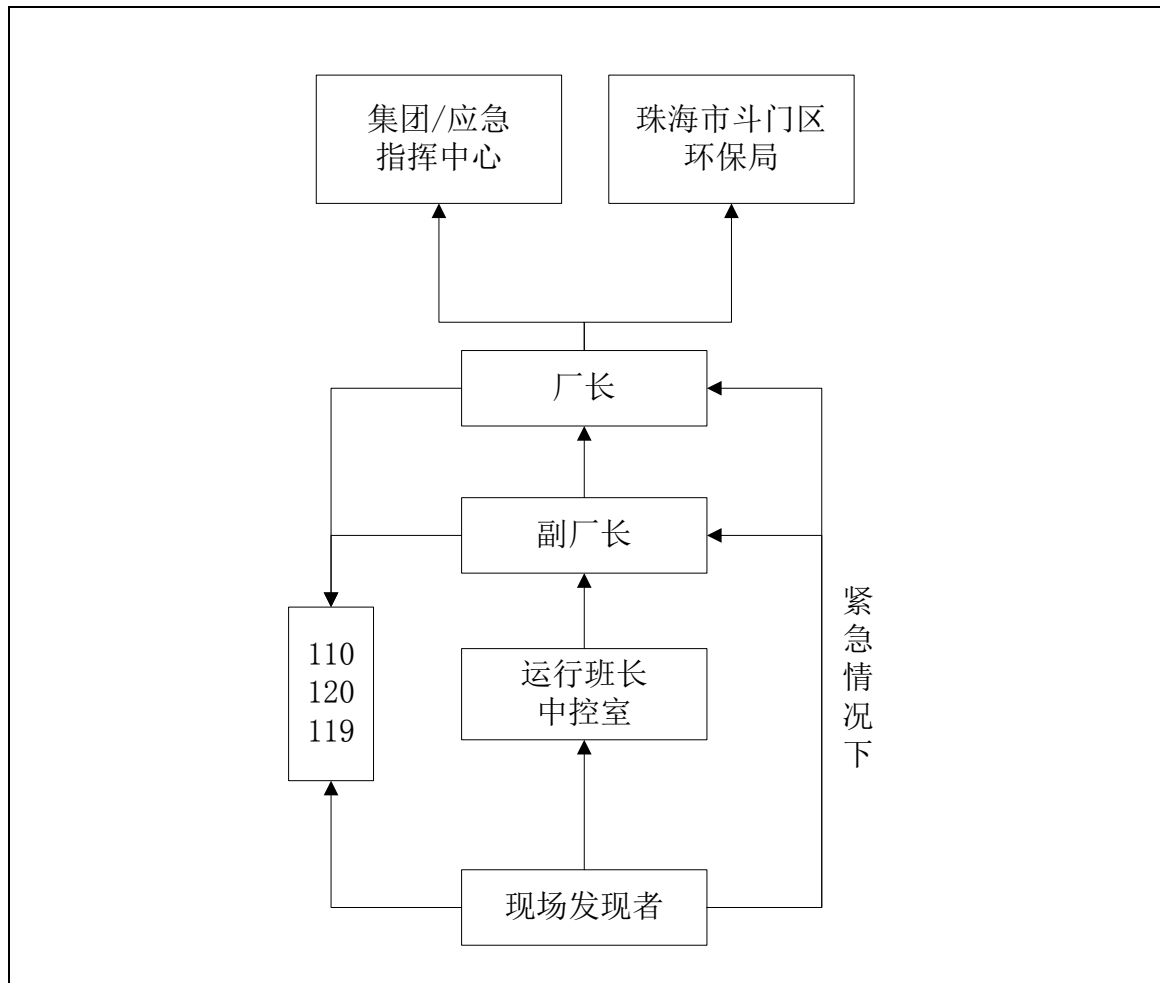 集团/应急
指挥中心
珠海市斗门区
环保局
厂长
副厂长
110
120
119
运行班长
中控室
紧急情况下
现场发现者